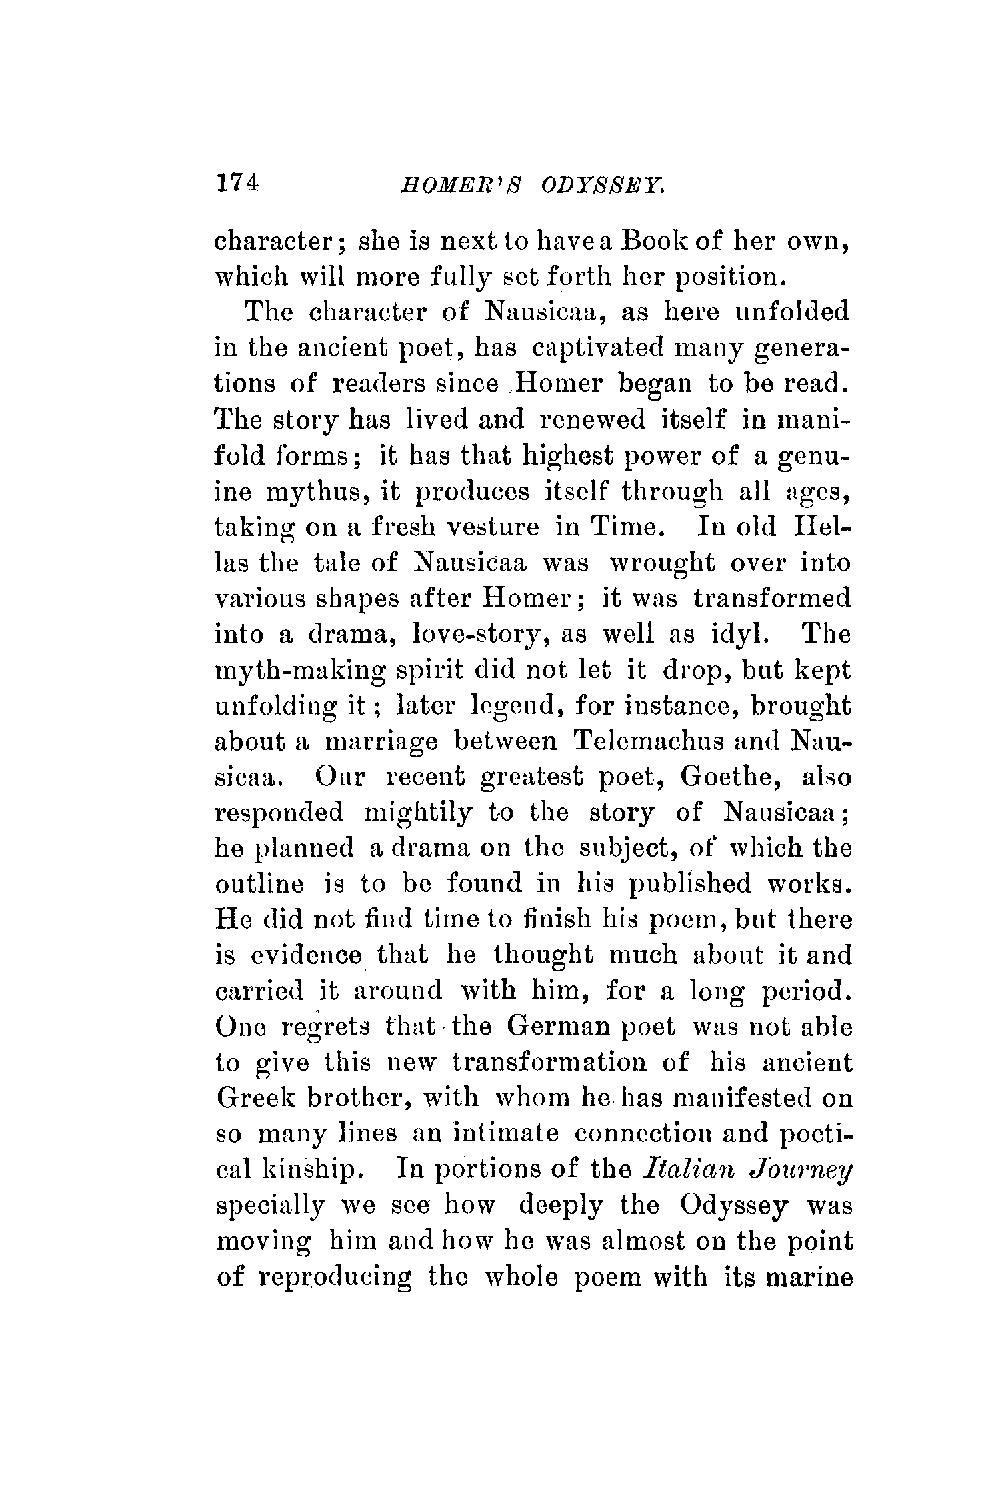 174 HOMER'S ODYSSEY.
character; she is next to have a Book of her own,
which will more fully set forth her position.
The character of Nausicaa, as here unfolded
in the ancient poet, has captivated many genera-
tions of readers since Homer began to be read.
The story has lived and renewed itself in mani-
fold forms; it has that highest power of a genu-
ine mythus, it produces itself through all ages,
taking on a fresh vesture in Time. In old Hel-
las the tale of Nausicaa was wrought over into
various shapes after Homer; it was transformed
into a drama, love-story, as well as idyl. The
myth-making spirit did not let it drop, but kept
unfolding it; later legend, for instance, brought
about a marriage between Telemachus and Nau-
sicaa. Our recent greatest poet, Goethe, also
responded mightily to the story of Nausicaa;
he planned a drama on the subject, of which the
outline is to be found in his published works.
He did not find time to finish his poem, but there
is evidence that he thought much about it and
carried it around with him, for a long period.
One regrets that the German poet was not able
to give this new transformation of his ancient
Greek brother, with whom he has manifested on
so many lines an intimate connection and poeti-
cal kinship. In portions of the Italian Journey
specially we see how deeply the Odyssey was
moving him and how he was almost on the point
of reproducing the whole poem with its marine